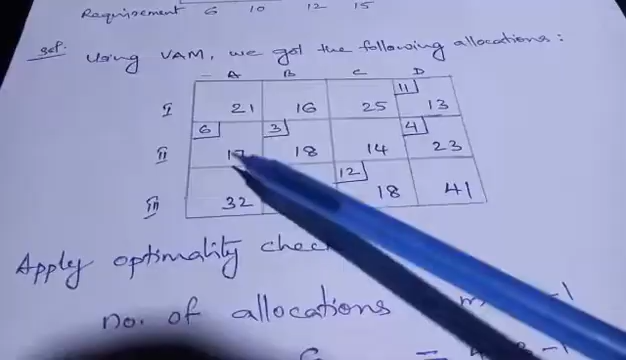 Requirement 6 10 12 15
Sol. Using VAM, we got the following allocations:
A B C D
I 21 16 25 11 13
II 6 17 3 18 14 4 23
III 32 12 18 41
Apply optimality
no. of allocations